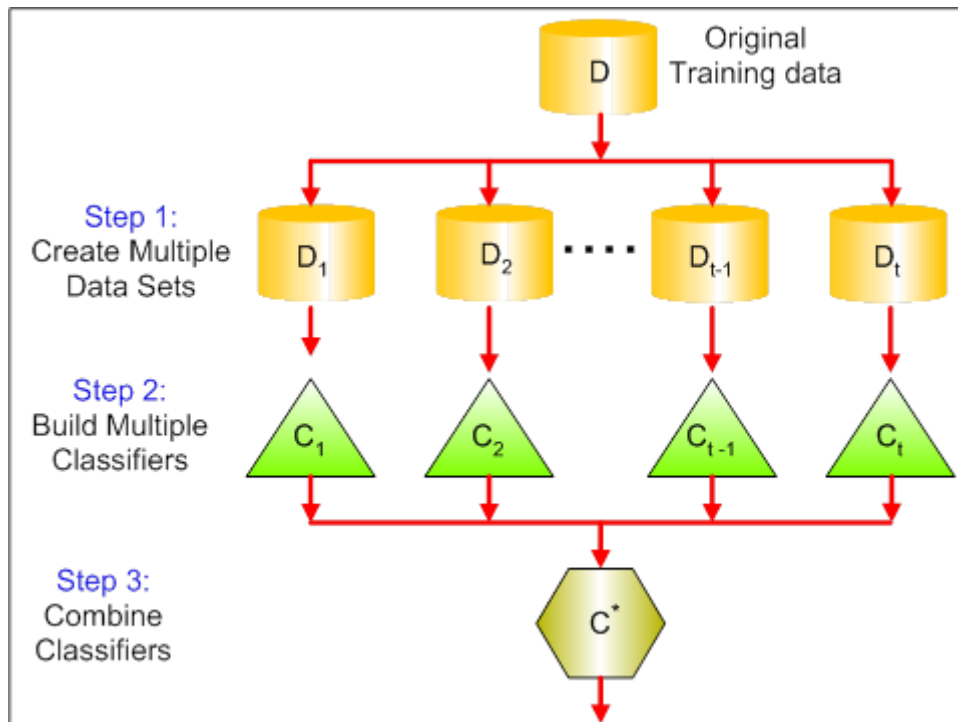 D
Original
Training data
Step 1:
Create Multiple
Data Sets
D1
D2
....
Dt-1
Dt
Step 2:
Build Multiple
Classifiers
C1
C2
Ct-1
Ct
Step 3:
Combine
Classifiers
C*